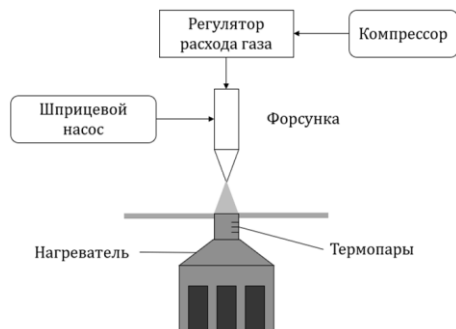 Регулятор
расхода газа
Компрессор
Шприцевой
насос
Форсунка
Нагреватель
Термопары